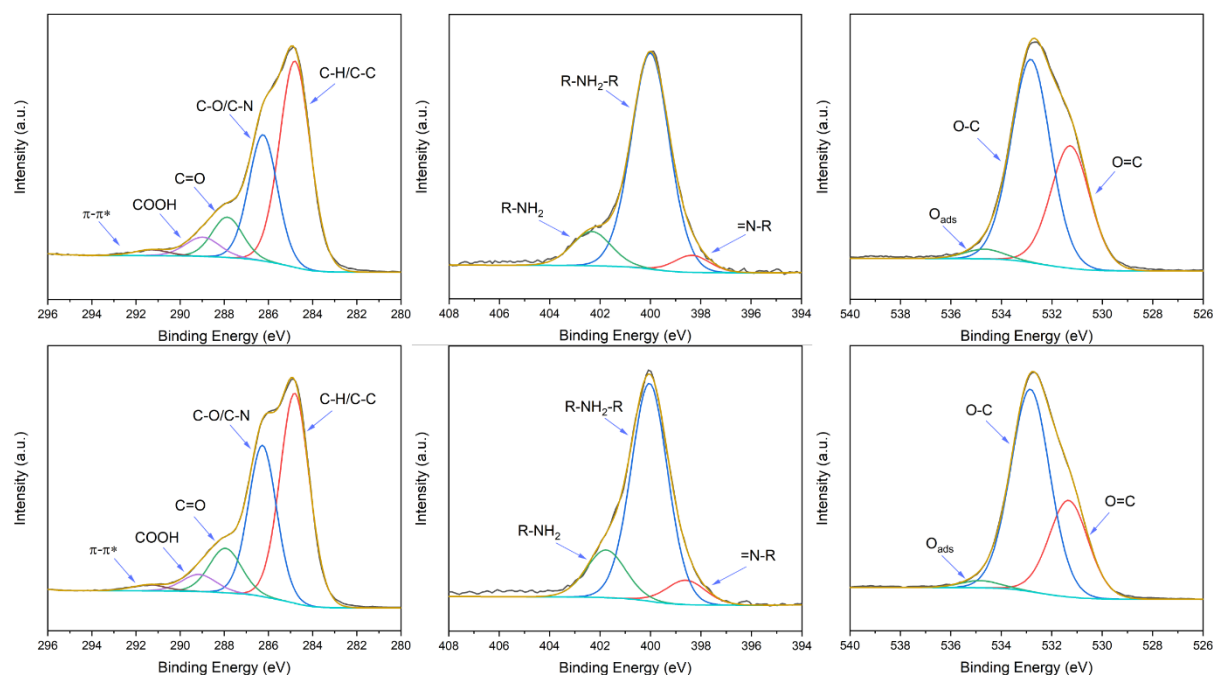 C-H/C-C
C-O/C-N
C=O
COOH
π-π*
Intensity (a.u.)
296 294 292 290 288 286 284 282 280
Binding Energy (eV)
R-NH₂-R
R-NH₂
=N-R
Intensity (a.u.)
408 406 404 402 400 398 396 394
Binding Energy (eV)
O-C
O=C
Oads
Intensity (a.u.)
540 538 536 534 532 530 528 526
Binding Energy (eV)
C-H/C-C
C-O/C-N
C=O
COOH
π-π*
Intensity (a.u.)
296 294 292 290 288 286 284 282 280
Binding Energy (eV)
R-NH₂-R
R-NH₂
=N-R
Intensity (a.u.)
408 406 404 402 400 398 396 394
Binding Energy (eV)
O-C
O=C
Oads
Intensity (a.u.)
540 538 536 534 532 530 528 526
Binding Energy (eV)